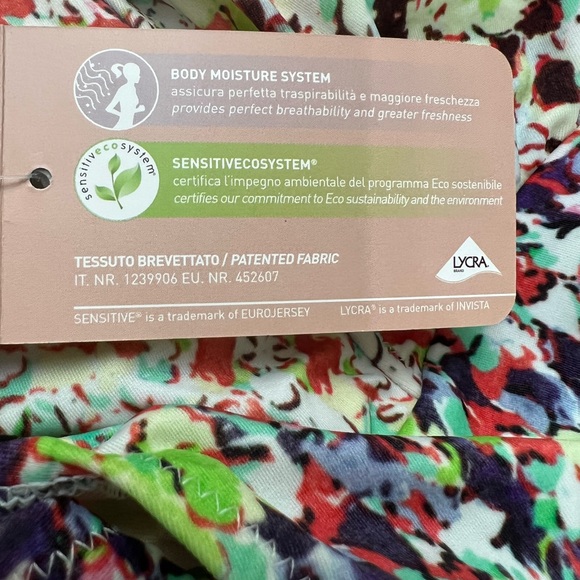 BODY MOISTURE SYSTEM
assicura perfetta traspirabilità e maggiore freschezza
provides perfect breathability and greater freshness
sensitivecosystem®
SENSITIVECOSYSTEM®
certifica l'impegno ambientale del programma Eco sostenibile
certifies our commitment to Eco sustainability and the environment
TESSUTO BREVETTATO / PATENTED FABRIC
IT. NR. 1239906 EU. NR. 452607
LYCRA
BRAND
SENSITIVE® is a trademark of EUROJERSEY
LYCRA® is a trademark of INVISTA